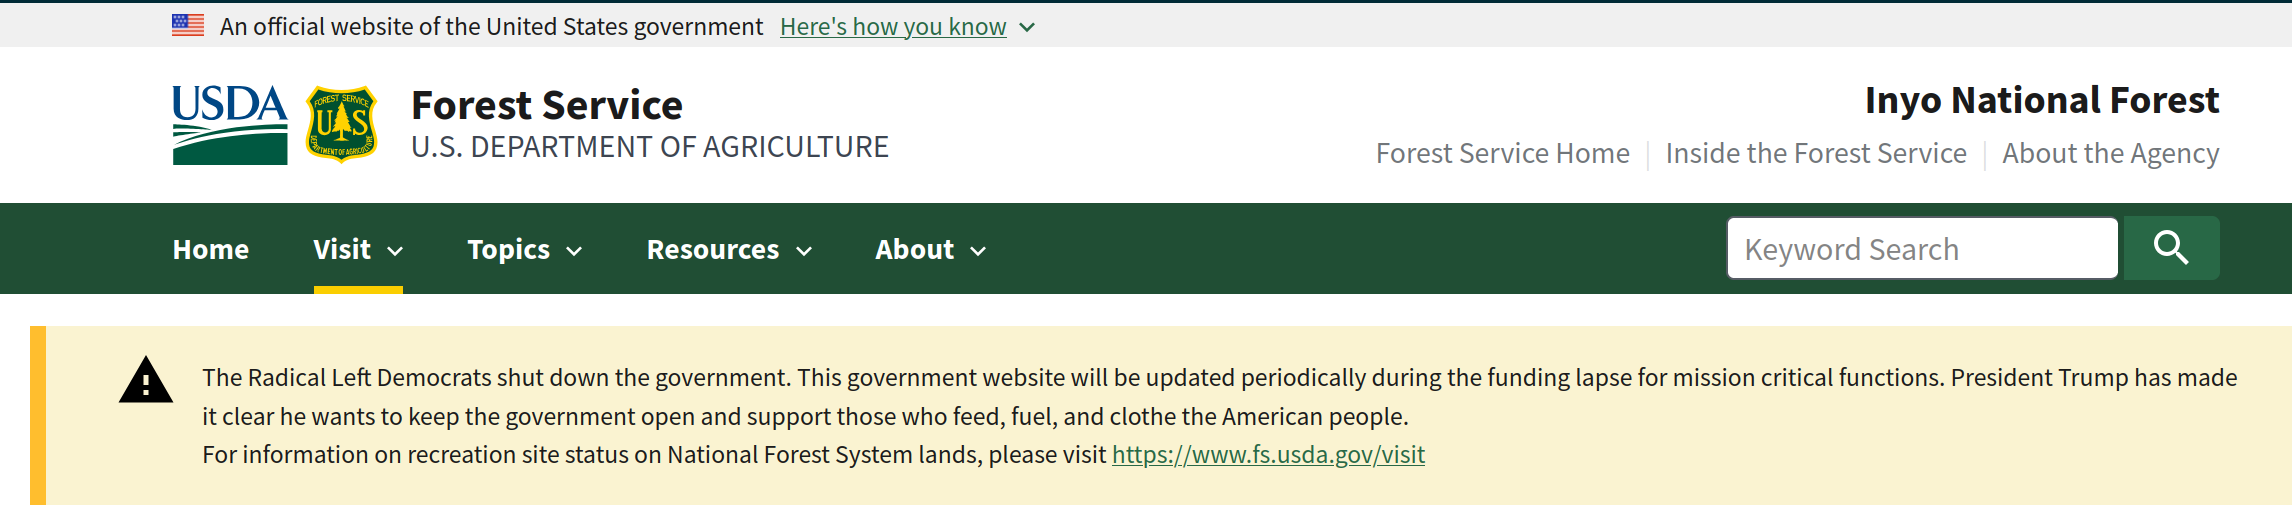 An official website of the United States government Here's how you know
USDA
FOREST SERVICE
U S
DEPARTMENT OF AGRICULTURE
Forest Service
U.S. DEPARTMENT OF AGRICULTURE
Inyo National Forest
Forest Service Home | Inside the Forest Service | About the Agency
Home Visit Topics Resources About Keyword Search
The Radical Left Democrats shut down the government. This government website will be updated periodically during the funding lapse for mission critical functions. President Trump has made
it clear he wants to keep the government open and support those who feed, fuel, and clothe the American people.
For information on recreation site status on National Forest System lands, please visit https://www.fs.usda.gov/visit